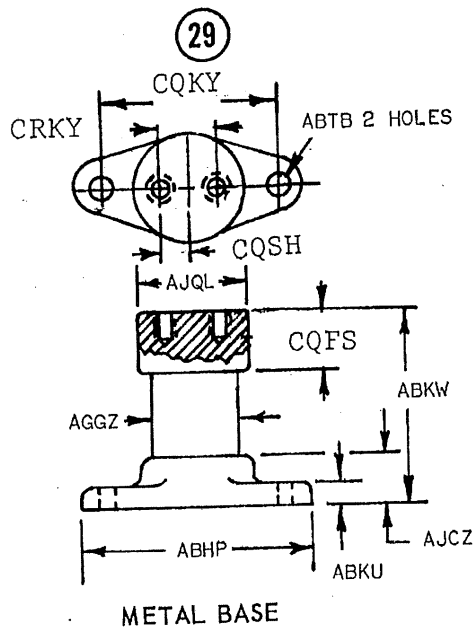 29
CQKY
CRKY
ABTB 2 HOLES
CQSH
AJQL
CQFS
ABKW
AGGZ
ABHP
AJCZ
ABKU
METAL BASE